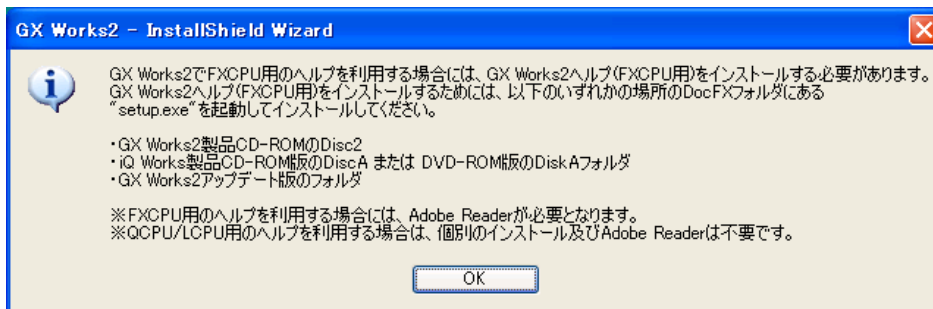 GX Works2 - InstallShield Wizard
GX Works2でFXCPU用のヘルプを利用する場合には、GX Works2ヘルプ(FXCPU用)をインストールする必要があります。
GX Works2ヘルプ(FXCPU用)をインストールするためには、以下のいずれかの場所のDocFXフォルダにある
"setup.exe"を起動してインストールしてください。
・GX Works2製品CD-ROMのDisc2
・iQ Works製品CD-ROM版のDiscA または DVD-ROM版のDiskAフォルダ
・GX Works2アップデート版のフォルダ
※FXCPU用のヘルプを利用する場合には、Adobe Readerが必要となります。
※QCPU/LCPU用のヘルプを利用する場合は、個別のインストール及びAdobe Readerは不要です。
OK